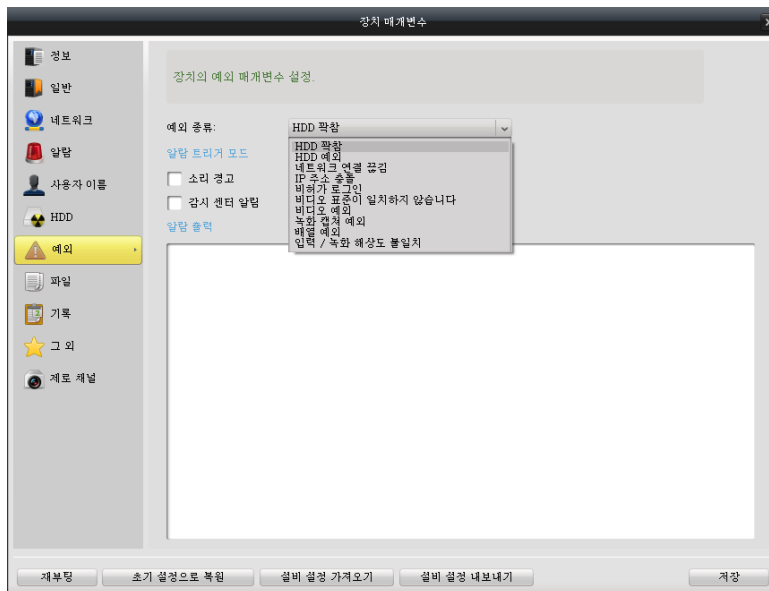 장치 매개변수
정보
일반
네트워크
알람
사용자 이름
HDD
예외
파일
기록
그 외
제로 채널
장치의 예외 매개변수 설정.
예외 종류:
HDD 꽉참
HDD 꽉참
HDD 예외
네트워크 연결 끊김
IP 주소 충돌
비허가 로그인
비디오 표준이 일치하지 않습니다
비디오 예외
녹화 캡쳐 예외
배열 예외
입력 / 녹화 해상도 불일치
알람 트리거 모드
소리 경고
감시 센터 알림
알람 출력
재부팅
초기 설정으로 복원
설비 설정 가져오기
설비 설정 내보내기
저장